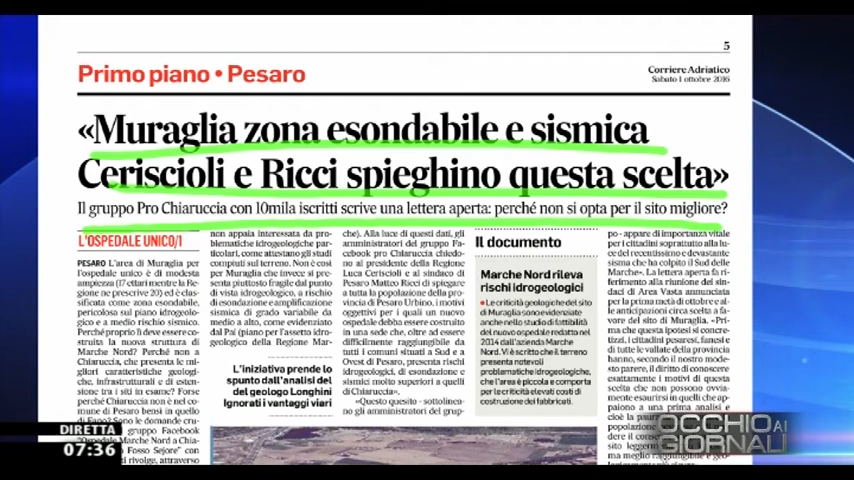 5
Primo piano • Pesaro
Corriere Adriatico
Sabato 1 ottobre 2016
«Muraglia zona esondabile e sismica
Ceriscioli e Ricci spieghino questa scelta»
Il gruppo Pro Chiaruccia con 10mila iscritti scrive una lettera aperta: perché non si opta per il sito migliore?
L'OSPEDALE UNICO/1
PESARO L'area di Muraglia per
l'ospedale unico è di modesta
ampiezza (17 ettari mentre la
Regione ne prescrive 20) ed è clas-
sificata come zona esondabile,
pericolosa sul piano idrogeolo-
gico e a medio rischio sismico.
Perché proprio lì deve essere co-
struita la nuova struttura di
Marche Nord? Perché non a
Chiaruccia, che presenta le mi-
gliori caratteristiche geologi-
che, infrastrutturali e di esten-
sione tra i siti in esame? Forse
perché Chiaruccia non è nel co-
mune di Pesaro bensì in quello
di Fano? Sono le domande cru-
gruppo Facebook
"Ospedale Marche Nord a Chia-
Fosso Sejore" con
rivolge, attraverso
non appaia interessata da pro-
blematiche idrogeologiche par-
ticolari, come attestano gli studi
compiuti sul terreno. Non è così
per Muraglia che invece si pre-
senta piuttosto fragile dal punto
di vista idrogeologico, a rischio
di esondazione e amplificazione
sismica di grado variabile da
medio a alto, come evidenziato
dal Pai (piano per l'assetto idro-
geologico della Regione Mar-
L'iniziativa prende lo
spunto dall'analisi del
del geologo Longhini
Ignorati i vantaggi viari
che). Alla luce di questi dati, gli
amministratori del gruppo Fa-
cebook pro Chiaruccia chiedo-
no al presidente della Regione
Luca Ceriscioli e al sindaco di
Pesaro Matteo Ricci di spiegare
a tutta la popolazione della pro-
vincia di Pesaro Urbino, i motivi
oggettivi per i quali un nuovo
ospedale debba essere costruito
in una sede che, oltre ad essere
difficilmente raggiungibile da
tutti i comuni situati a Sud e a
Ovest di Pesaro, presenta rischi
idrologici, di esondazione e
sismici molto superiori a quelli
di Chiaruccia».
«Questo quesito - sottolinea-
no gli amministratori del grup-
Il documento
Marche Nord rileva
rischi idrogeologici
● Le criticità geologiche del sito
di Muraglia sono evidenziate
anche nello studio di fattibilità
del nuovo ospedale redatto nel
2014 dall'azienda Marche
Nord. Vi è scritto che il terreno
presenta notevoli
problematiche idrogeologiche,
che l'area è piccola e comporta
per le criticità elevati costi di
costruzione dei fabbricati.
po - appare di importanza vitale
per i cittadini soprattutto alla lu-
ce del recentissimo e devastante
sisma che ha colpito il Sud delle
Marche». La lettera aperta fa ri-
ferimento alla riunione del sin-
daci di Area Vasta annunciata
per la prima metà di ottobre e al-
le anticipazioni circa scelta a fa-
vore del sito di Muraglia. «Pri-
ma che questa ipotesi si concre-
tizzi, i cittadini pesaresi, fanesi e
di tutte le vallate della provincia
hanno, secondo il nostro mode-
sto parere, il diritto di conoscere
esattamente i motivi di questa
scelta che non possono ovvia-
mente esaurirsi in quelli che ap-
paiono a una prima analisi e
DIRETTA
07:36
OCCHIO AI
GIORNALI